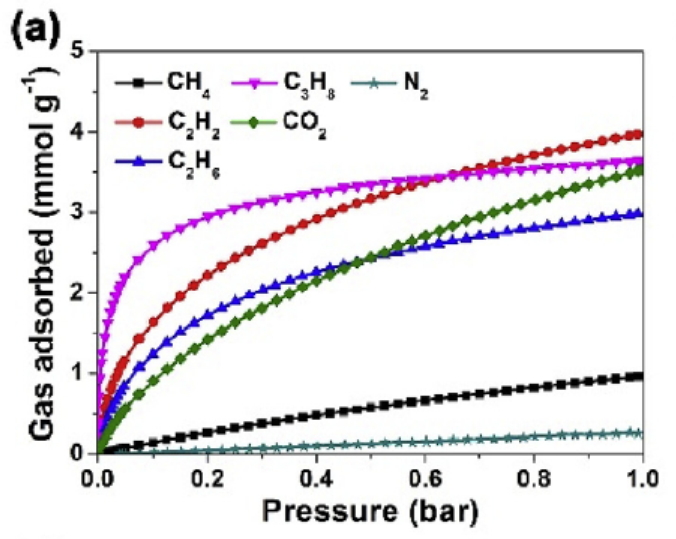 (a)
CH₄ C₃H₈ N₂
C₂H₂ CO₂
C₂H₆
Gas adsorbed (mmol g⁻¹)
5
4
3
2
1
0
0.0 0.2 0.4 0.6 0.8 1.0
Pressure (bar)